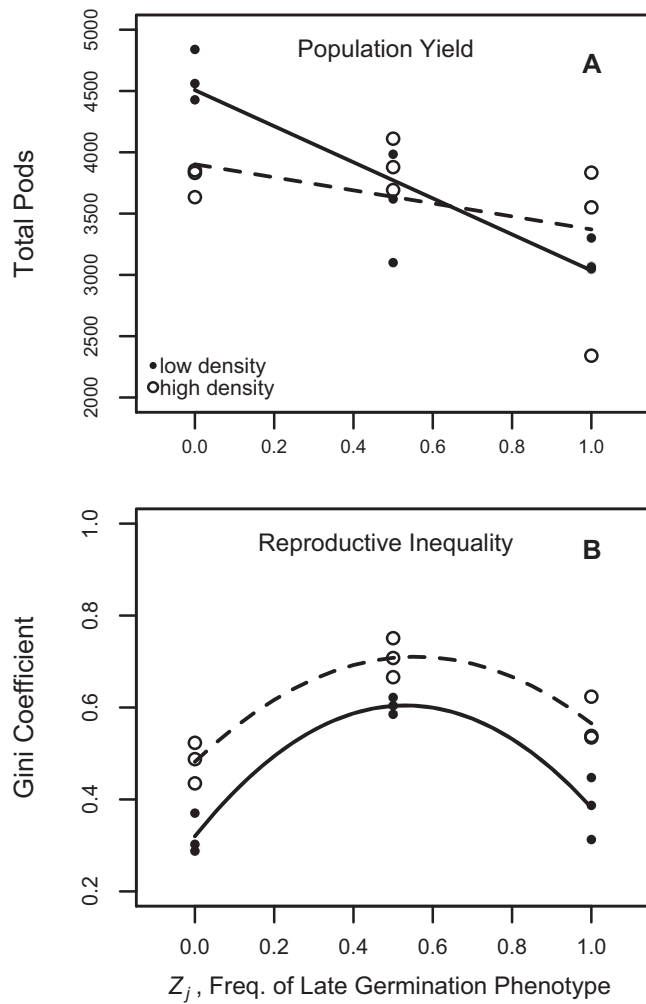 Population Yield
A
Total Pods
5000
4500
4000
3500
3000
2500
2000
low density
high density
0.0 0.2 0.4 0.6 0.8 1.0
Reproductive Inequality
B
Gini Coefficient
1.0
0.8
0.6
0.4
0.2
0.0 0.2 0.4 0.6 0.8 1.0
Zj , Freq. of Late Germination Phenotype